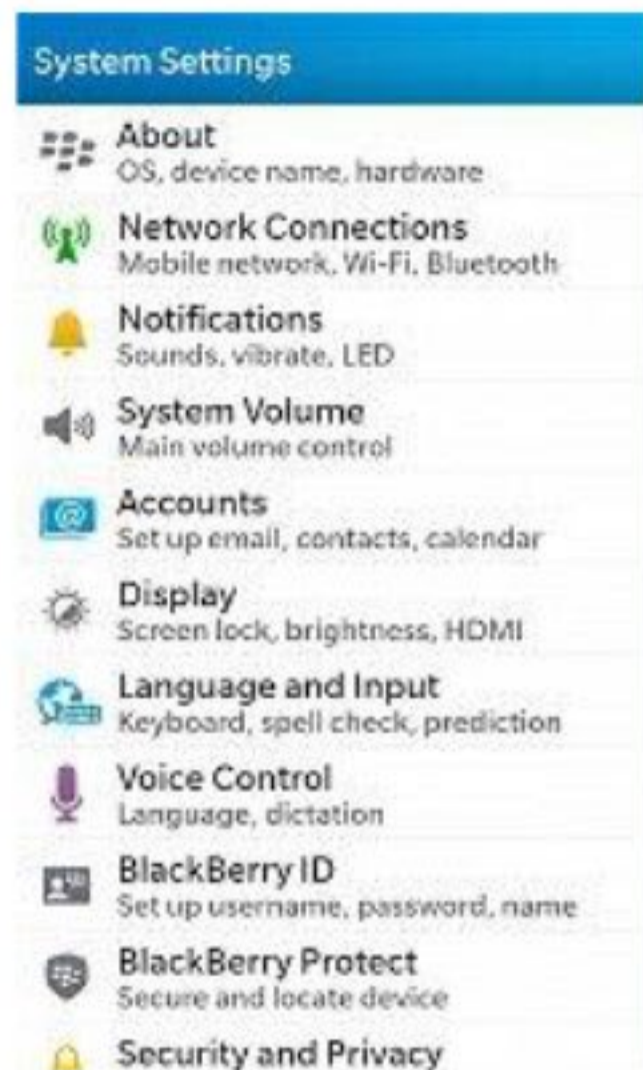 System Settings
About
OS, device name, hardware
Network Connections
Mobile network, Wi-Fi, Bluetooth
Notifications
Sounds, vibrate, LED
System Volume
Main volume control
Accounts
Set up email, contacts, calendar
Display
Screen lock, brightness, HDMI
Language and Input
Keyboard, spell check, prediction
Voice Control
Language, dictation
BlackBerry ID
Set up username, password, name
BlackBerry Protect
Secure and locate device
Security and Privacy